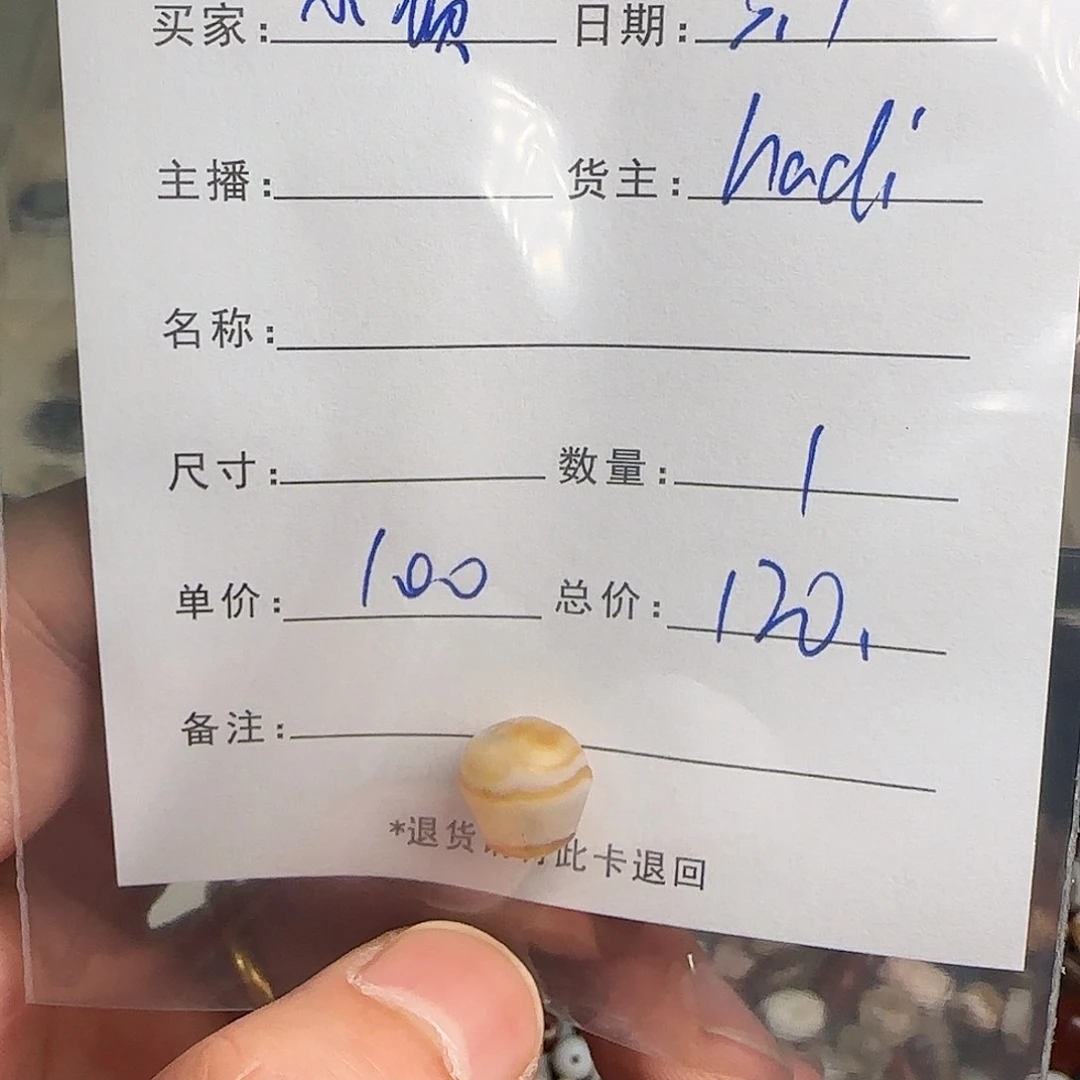 买家: 日期:
主播: 货主: hadi
名称:
尺寸: 数量: 1
单价: 100 总价: 120.
备注:
*退货 此卡退回